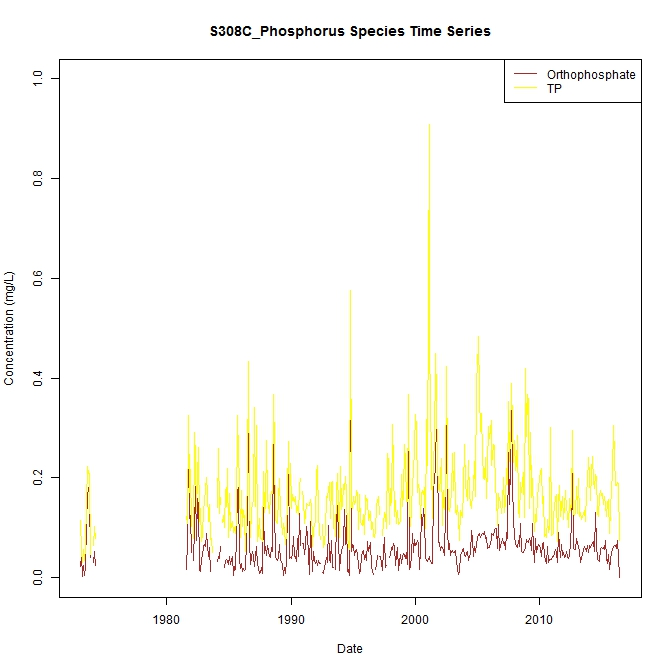 S308C_Phosphorus Species Time Series
Orthophosphate
TP
Concentration (mg/L)
1.0
0.8
0.6
0.4
0.2
0.0
1980 1990 2000 2010
Date